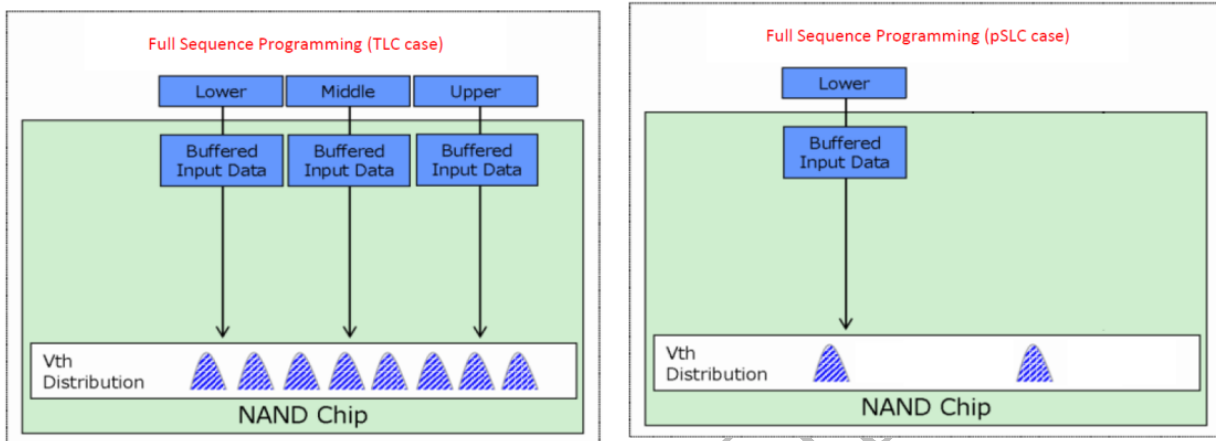 Full Sequence Programming (TLC case)
Lower
Middle
Upper
Buffered
Input Data
Buffered
Input Data
Buffered
Input Data
Vth
Distribution
NAND Chip
Full Sequence Programming (pSLC case)
Lower
Buffered
Input Data
Vth
Distribution
NAND Chip